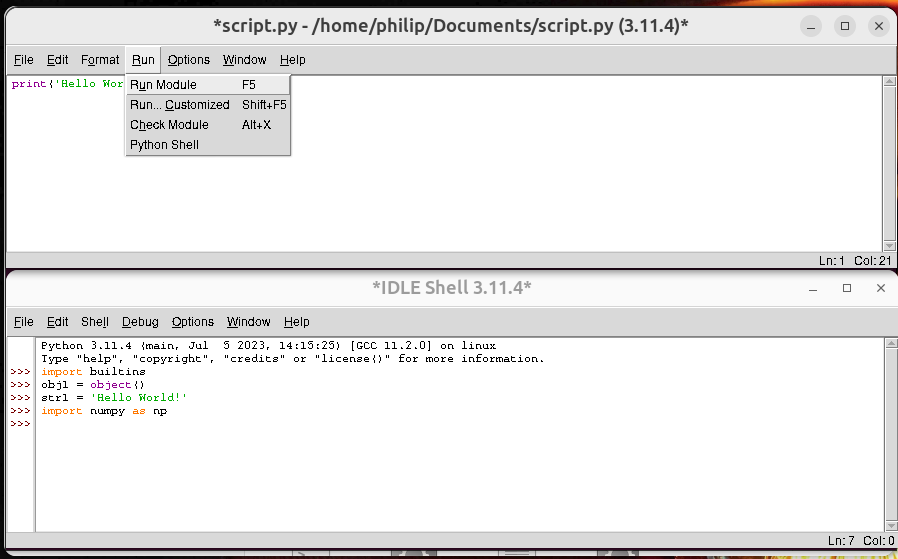 *script.py - /home/philip/Documents/script.py (3.11.4)*
File Edit Format Run Options Window Help
print('Hello Wor
Run Module F5
Run... Customized Shift+F5
Check Module Alt+X
Python Shell
Ln: 1 Col: 21
*IDLE Shell 3.11.4*
File Edit Shell Debug Options Window Help
Python 3.11.4 (main, Jul  5 2023, 14:15:25) [GCC 11.2.0] on linux
Type "help", "copyright", "credits" or "license()" for more information.
>>> import builtins
>>> obj1 = object()
>>> str1 = 'Hello World!'
>>> import numpy as np
>>>
Ln: 7 Col: 0